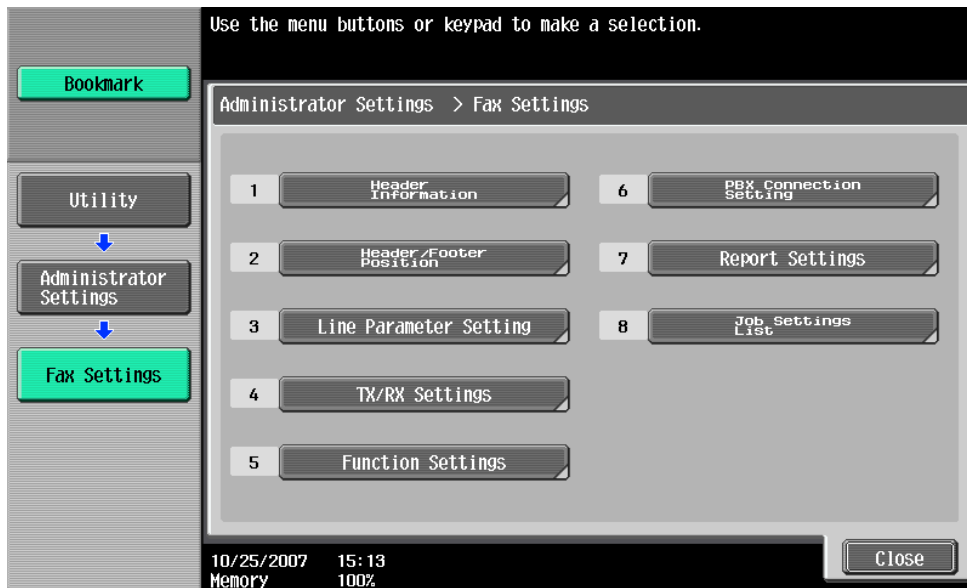 Use the menu buttons or keypad to make a selection.
Bookmark
Administrator Settings > Fax Settings
Utility
Administrator
Settings
Fax Settings
1 Header
Information
2 Header/Footer
Position
3 Line Parameter Setting
4 TX/RX Settings
5 Function Settings
6 PBX Connection
Setting
7 Report Settings
8 Job Settings
List
10/25/2007 15:13
Memory 100%
Close